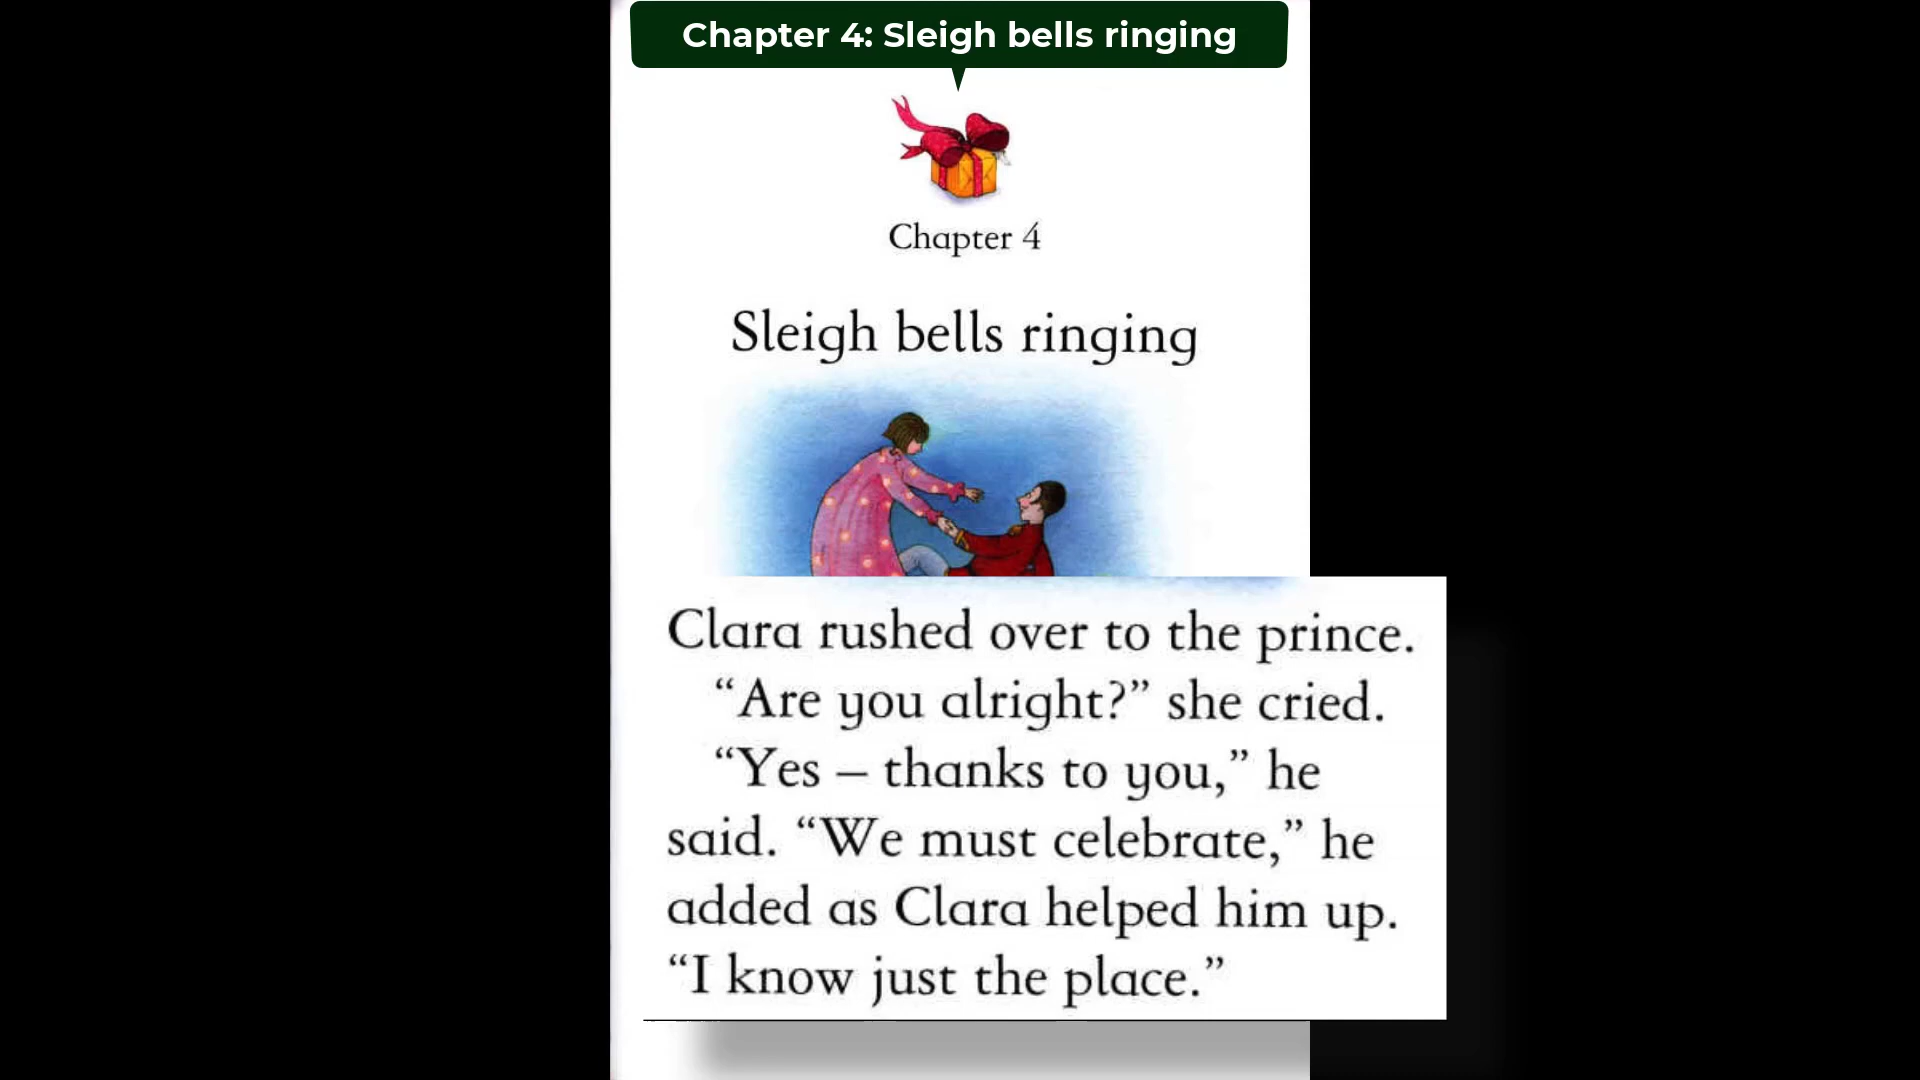 Chapter 4: Sleigh bells ringing
Chapter 4
Sleigh bells ringing
Clara rushed over to the prince.
“Are you alright?” she cried.
“Yes – thanks to you,” he
said. “We must celebrate,” he
added as Clara helped him up.
“I know just the place.”